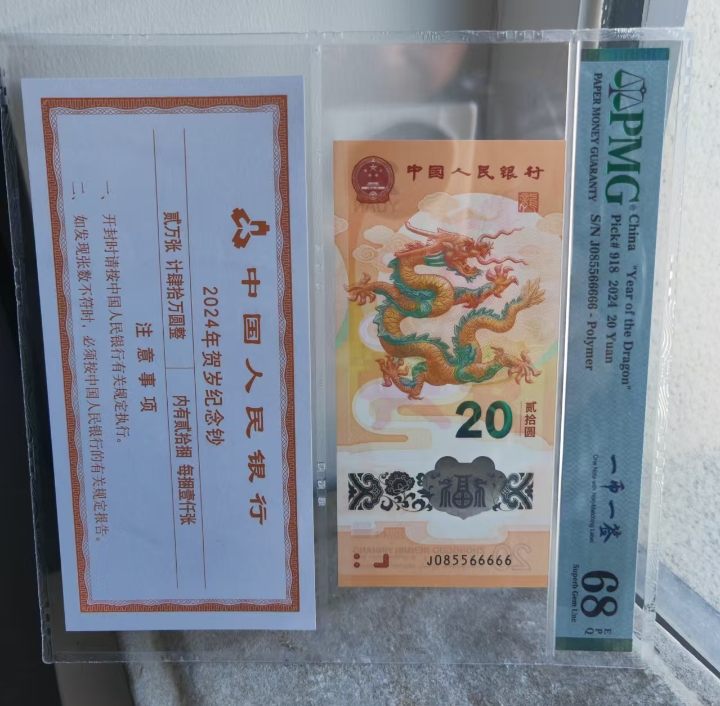 中国人民银行
2024年贺岁纪念钞
贰万张 计肆拾万圆整
内有贰拾捆 每捆壹仟张
注意事项
一、开封时请按中国人民银行有关规定执行。
二、如发现张数不符时，必须按中国人民银行的有关规定报告。
中国人民银行
20
贰拾圆
福
J085566666
PMG
PAPER MONEY GUARANTY
China "Year of the Dragon"
Pick# 918 2024 20 Yuan
S/N J085566666 - Polymer
一币一签
One Note with Matching Label
68 EPQ
Superb Gem Unc